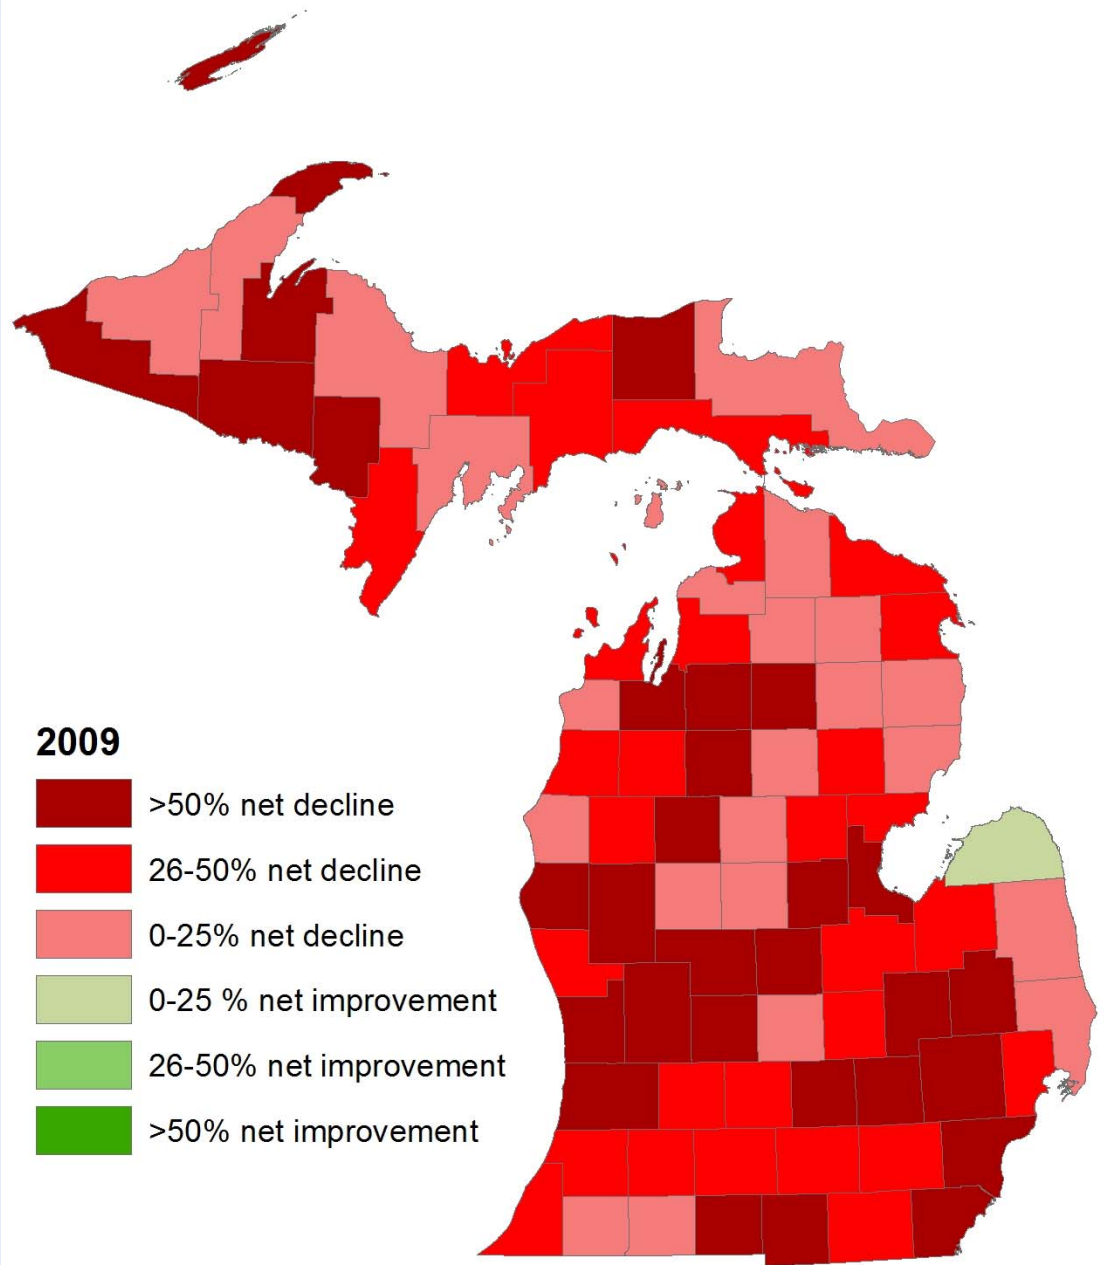 2009
>50% net decline
26-50% net decline
0-25% net decline
0-25 % net improvement
26-50% net improvement
>50% net improvement